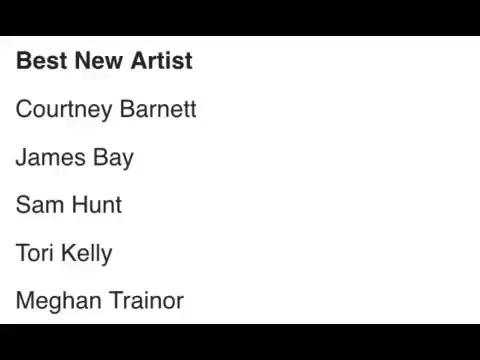 Best New Artist
Courtney Barnett
James Bay
Sam Hunt
Tori Kelly
Meghan Trainor